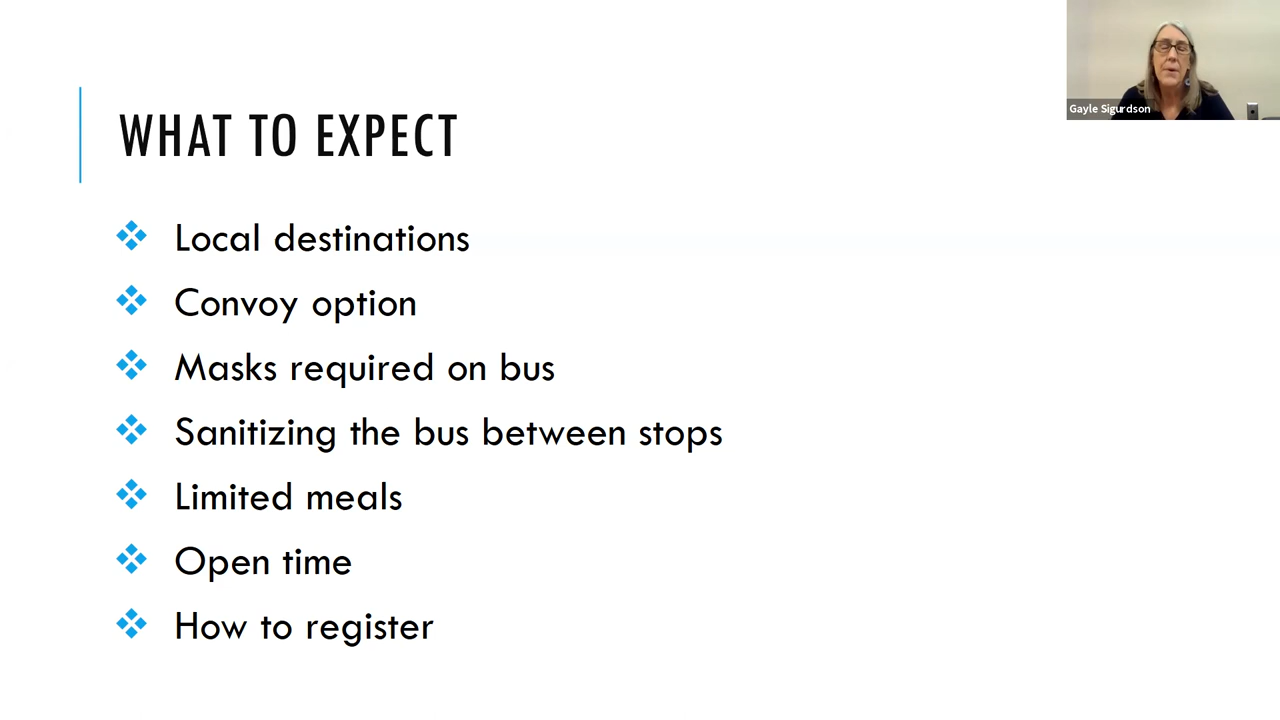 Gayle Sigurdson
WHAT TO EXPECT
Local destinations
Convoy option
Masks required on bus
Sanitizing the bus between stops
Limited meals
Open time
How to register